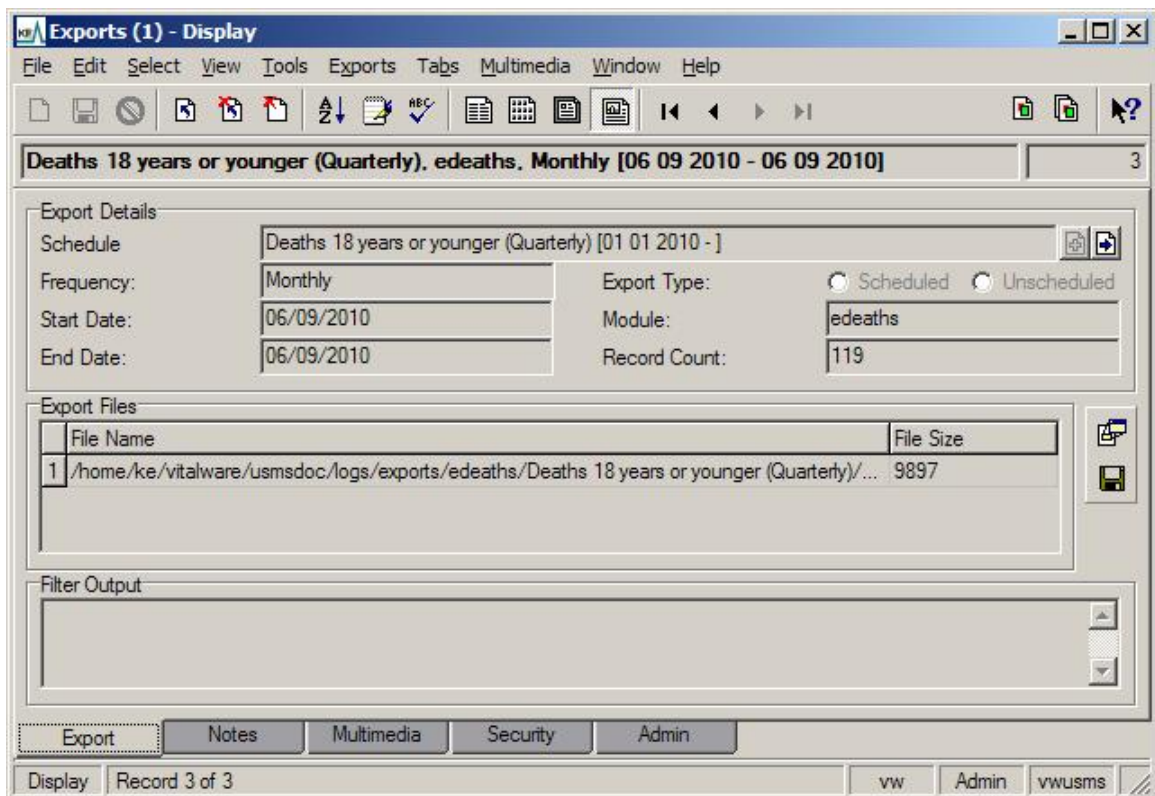 KE Exports (1) - Display
File Edit Select View Tools Exports Tabs Multimedia Window Help
A Z ABC ?
Deaths 18 years or younger (Quarterly), edeaths, Monthly [06 09 2010 - 06 09 2010] 3
Export Details
Schedule Deaths 18 years or younger (Quarterly) [01 01 2010 - ]
Frequency: Monthly Export Type: Scheduled Unscheduled
Start Date: 06/09/2010 Module: edeaths
End Date: 06/09/2010 Record Count: 119
Export Files
File Name File Size
1 /home/ke/vitalware/usmsdoc/logs/exports/edeaths/Deaths 18 years or younger (Quarterly)/... 9897
Filter Output
Export Notes Multimedia Security Admin
Display Record 3 of 3 vw Admin vwusms